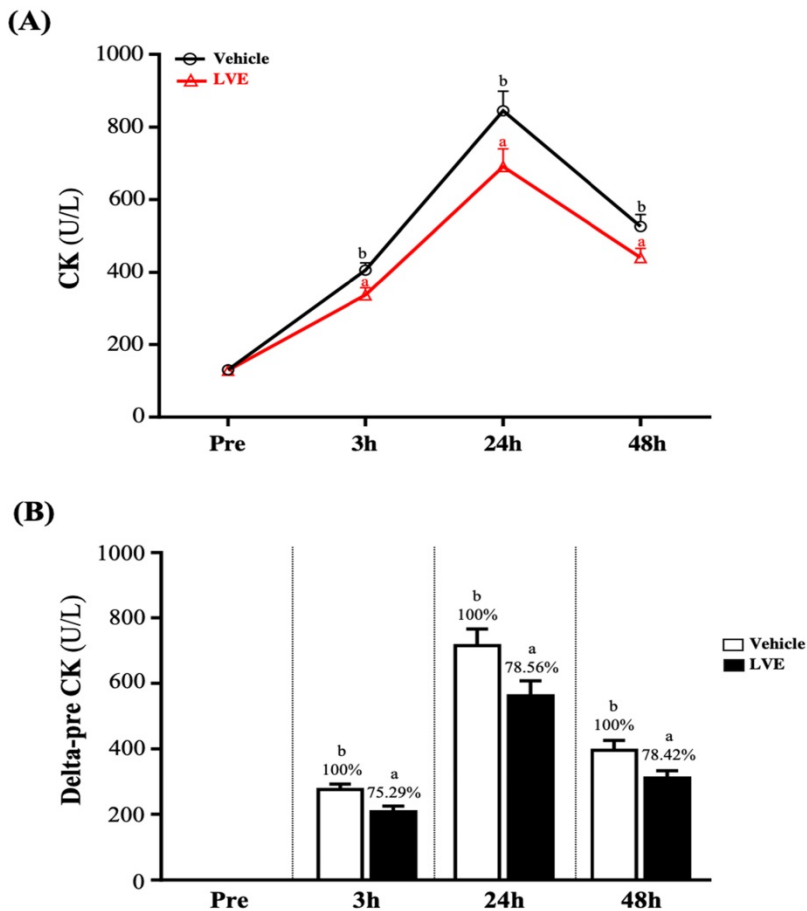 (A)
1000
800
600
400
200
0
CK (U/L)
Vehicle
LVE
b
a
b
a
b
a
Pre 3h 24h 48h
(B)
1000
800
600
400
200
0
Delta-pre CK (U/L)
b
100%
a
75.29%
b
100%
a
78.56%
b
100%
a
78.42%
Vehicle
LVE
Pre 3h 24h 48h